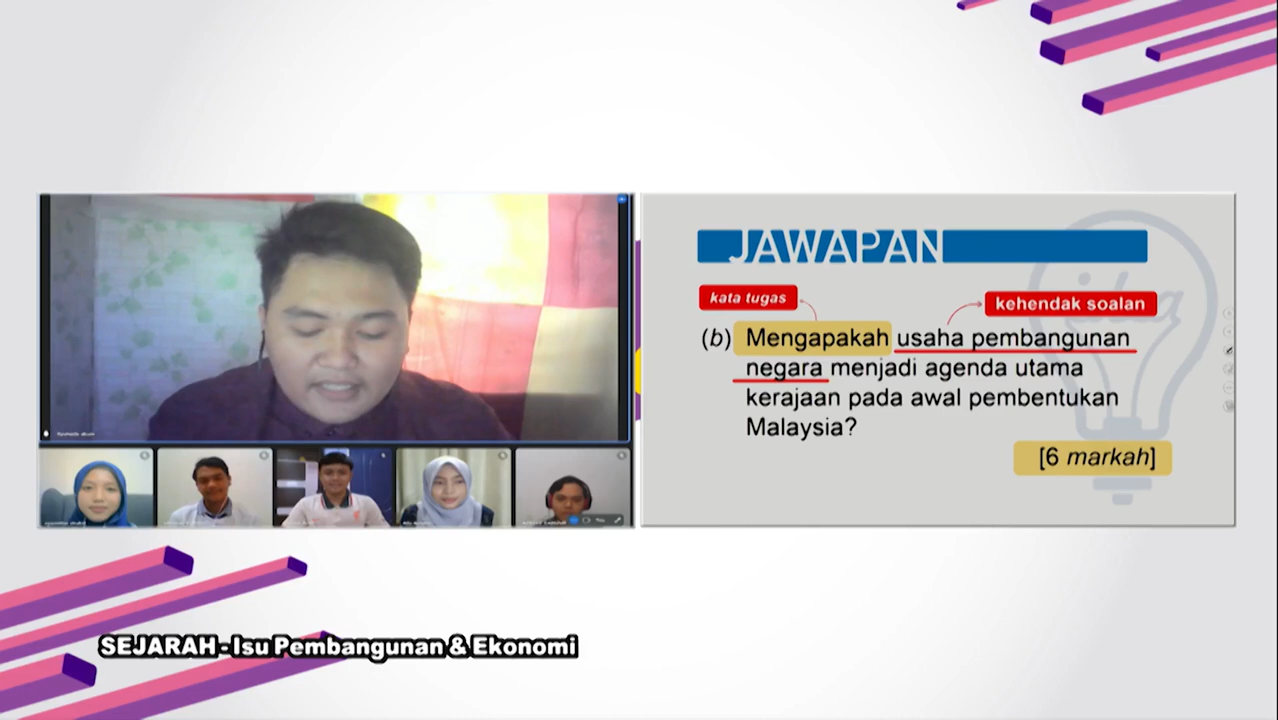 JAWAPAN
kata tugas
kehendak soalan
(b) Mengapakah usaha pembangunan
negara menjadi agenda utama
kerajaan pada awal pembentukan
Malaysia?
[6 markah]
SEJARAH - Isu Pembangunan & Ekonomi